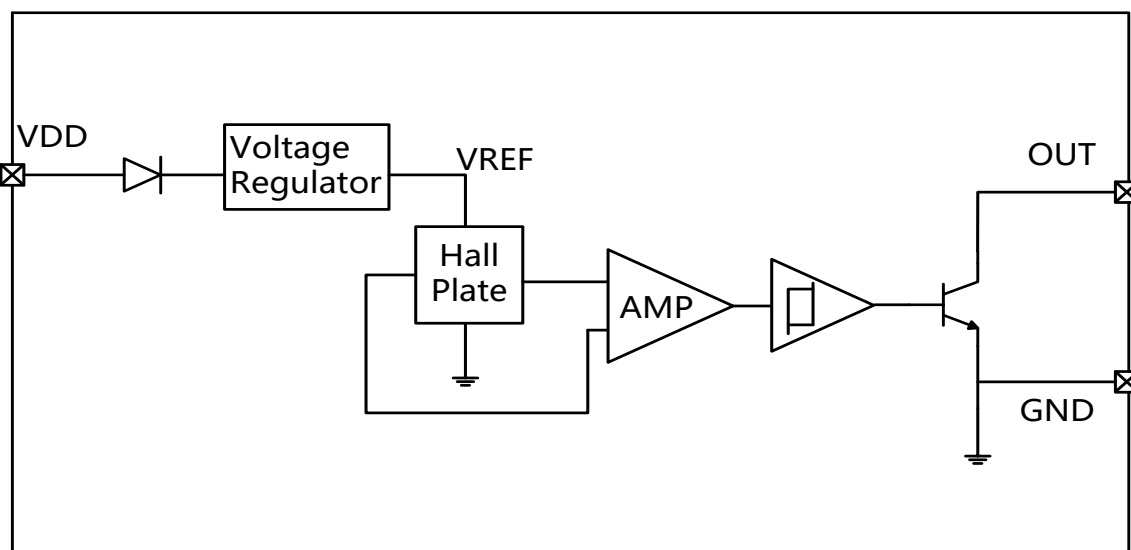 VDD
Voltage
Regulator
VREF
OUT
Hall
Plate
AMP
GND